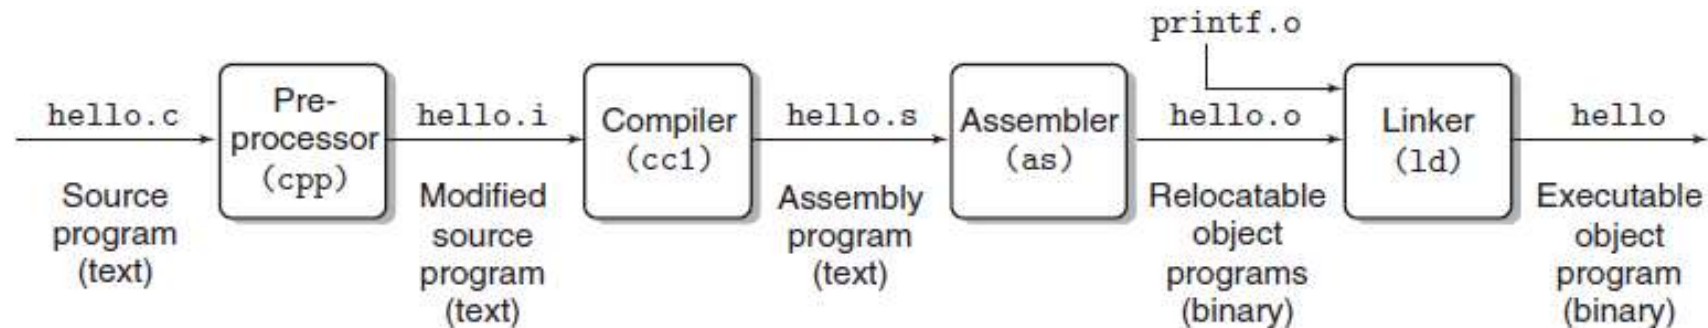 printf.o
hello.c
Pre-
processor
(cpp)
hello.i
Compiler
(cc1)
hello.s
Assembler
(as)
hello.o
Linker
(ld)
hello
Source
program
(text)
Modified
source
program
(text)
Assembly
program
(text)
Relocatable
object
programs
(binary)
Executable
object
program
(binary)